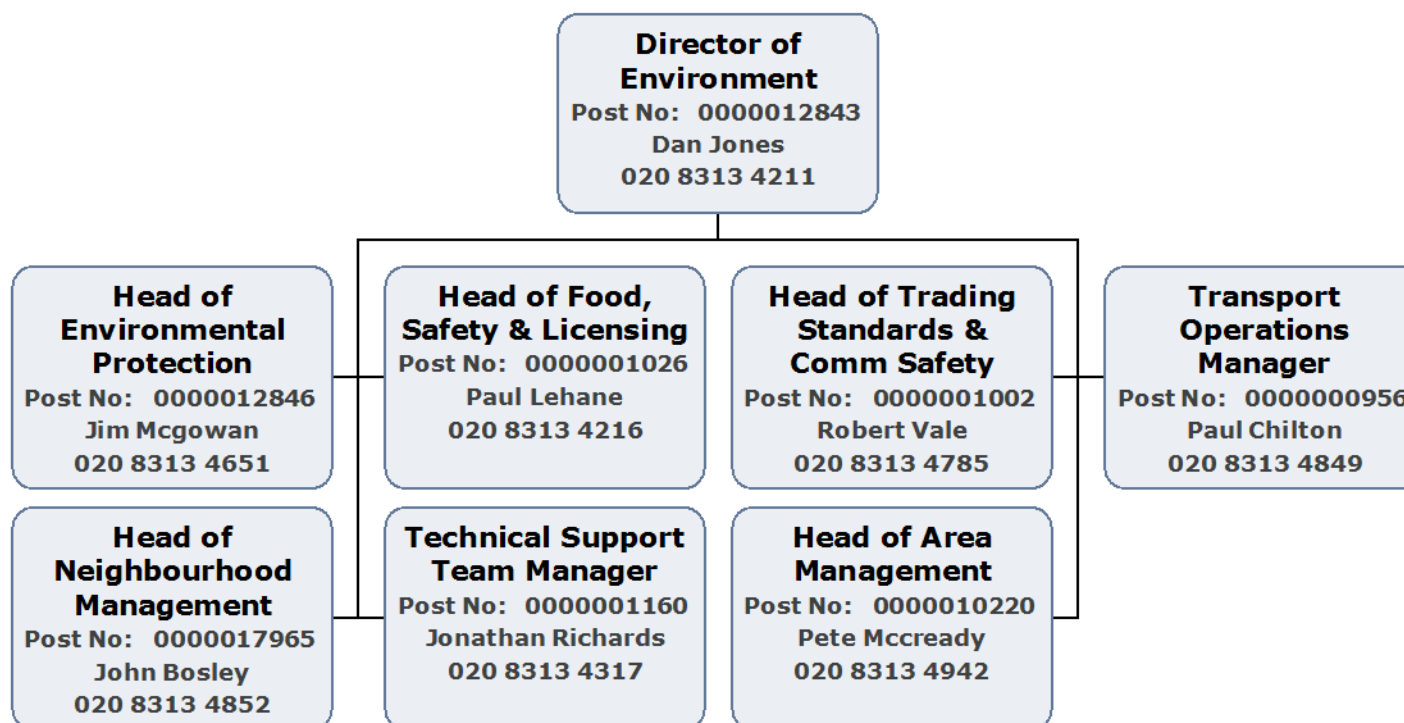 Director of
Environment
Post No: 0000012843
Dan Jones
020 8313 4211
Head of
Environmental
Protection
Post No: 0000012846
Jim Mcgowan
020 8313 4651
Head of Food,
Safety & Licensing
Post No: 0000001026
Paul Lehane
020 8313 4216
Head of Trading
Standards &
Comm Safety
Post No: 0000001002
Robert Vale
020 8313 4785
Transport
Operations
Manager
Post No: 0000000956
Paul Chilton
020 8313 4849
Head of
Neighbourhood
Management
Post No: 0000017965
John Bosley
020 8313 4852
Technical Support
Team Manager
Post No: 0000001160
Jonathan Richards
020 8313 4317
Head of Area
Management
Post No: 0000010220
Pete Mccready
020 8313 4942